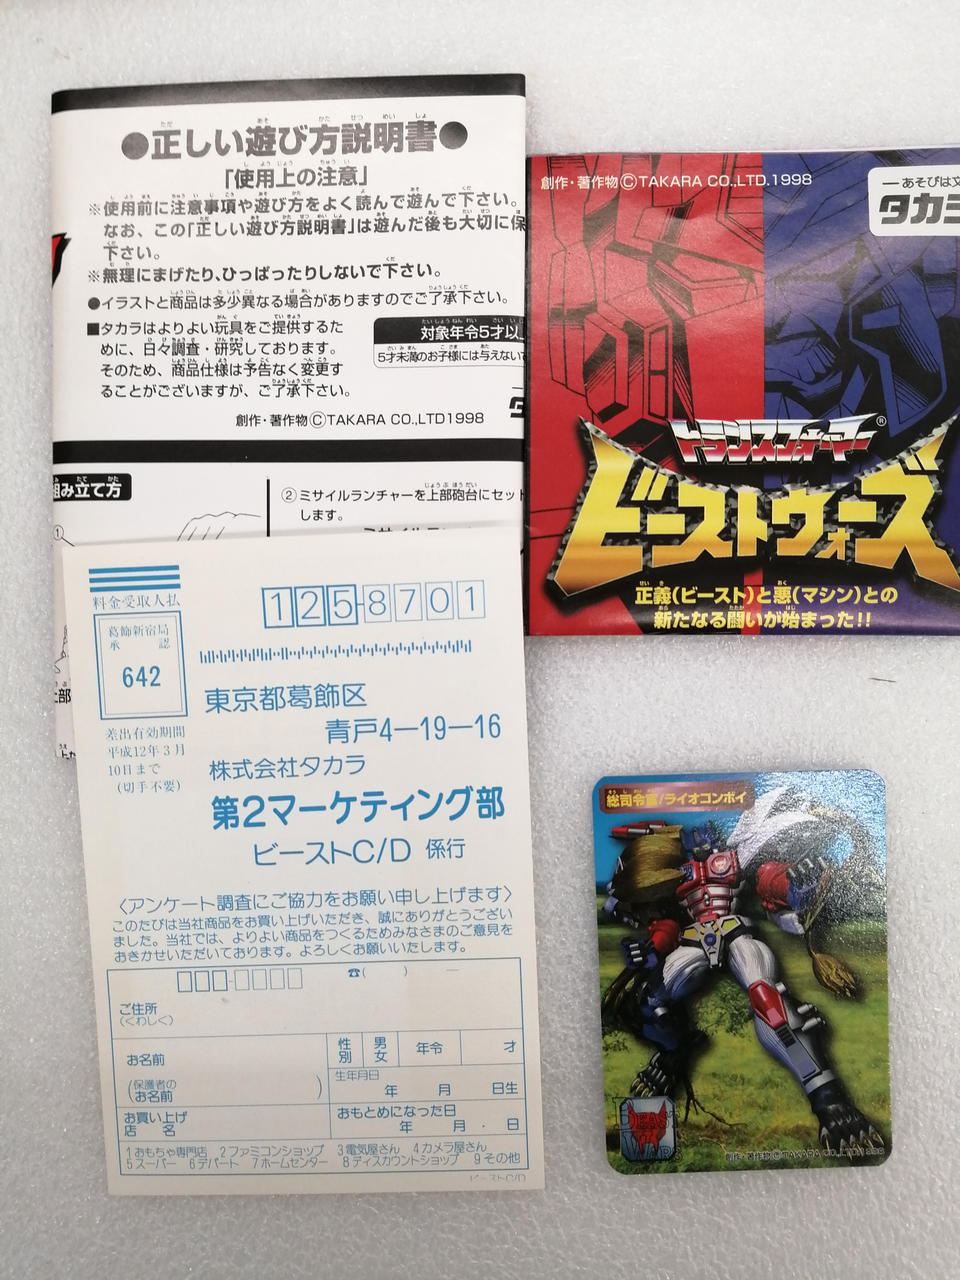 ●正しい遊び方説明書●
「使用上の注意」
※使用前に注意事項や遊び方をよく読んで遊んで下さい。
なお、この「正しい遊び方説明書」は遊んだ後も大切に保
下さい。
※無理にまげたり、ひっぱったりしないで下さい。
●イラストと商品は多少異なる場合がありますのでご了承下さい。
■タカラはよりよい玩具をご提供するた
めに、日々調査・研究しております。
そのため、商品仕様は予告なく変更す
ることがございますが、ご了承下さい。
対象年令5才以
5才未満のお子様には与えない
創作・著作物©TAKARA CO.,LTD1998
組み立て方
②ミサイルランチャーを上部砲台にセット
します。
創作・著作物©TAKARA CO.,LTD.1998
―あそびは文
タカラ
トランスフォーマー®
ビーストウォーズ
正義(ビースト)と悪(マシン)との
新たなる闘いが始まった!!
料金受取人払
葛飾新宿局
承 認
642
差出有効期間
平成12年3月
10日まで
(切手不要)
125-8701
東京都葛飾区
青戸4-19-16
株式会社タカラ
第2マーケティング部
ビーストC/D 係行
〈アンケート調査にご協力をお願い申し上げます〉
このたびは当社商品をお買い上げいただき、誠にありがとうござい
ました。当社では、よりよい商品をつくるためみなさまのご意見を
おきかせいただいております。よろしくお願いいたします。
☎( ) ―
ご住所
(くわしく)
お名前
性別 男女 年令 才
(保護者のお名前)
生年月日
年 月 日生
お買い上げ
店 名
おもとめになった日
年 月・日
1おもちゃ専門店 2ファミコンショップ 3電気屋さん 4カメラ屋さん
5スーパー 6デパート 7ホームセンター 8ディスカウントショップ 9その他
ビーストC/D
総司令官/ライオコンボイ
BEAST
WARS
創作・著作物©TAKARA CO.,LTD.1998